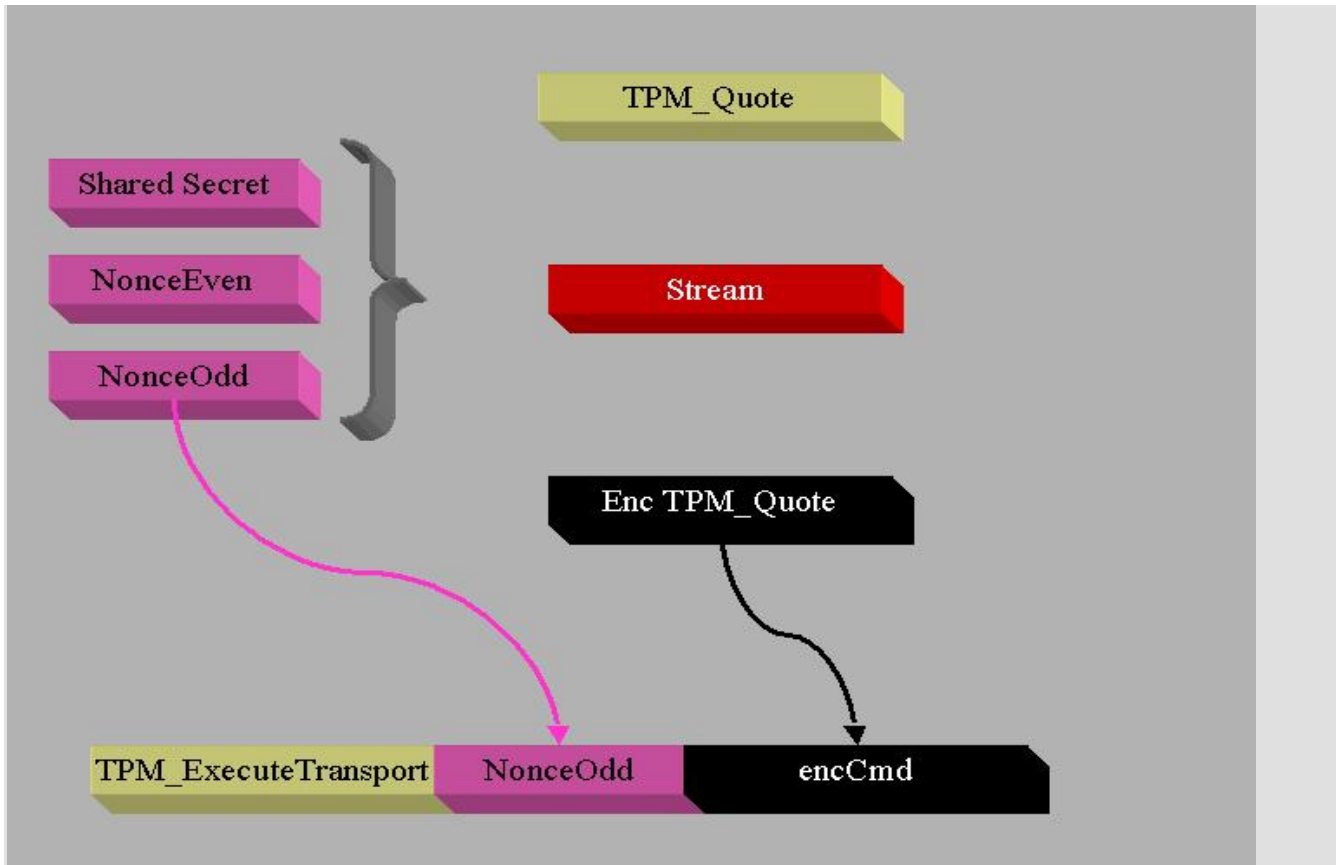 TPM_Quote
Shared Secret
NonceEven
Stream
NonceOdd
Enc TPM_Quote
TPM_ExecuteTransport NonceOdd encCmd